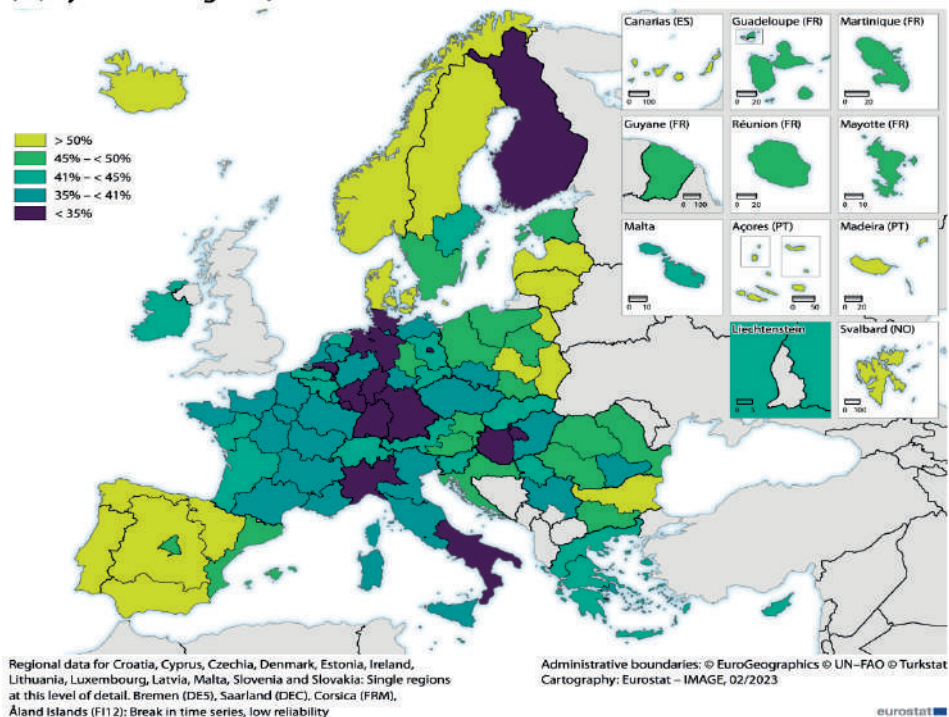 > 50%
45% – < 50%
41% – < 45%
35% – < 41%
< 35%
Canarias (ES)
0 100
Guadeloupe (FR)
0 20
Martinique (FR)
0 20
Guyane (FR)
0 100
Réunion (FR)
0 20
Mayotte (FR)
0 10
Malta
0 10
Açores (PT)
0 50
Madeira (PT)
0 20
Liechtenstein
0 5
Svalbard (NO)
0 100
Regional data for Croatia, Cyprus, Czechia, Denmark, Estonia, Ireland,
Lithuania, Luxembourg, Latvia, Malta, Slovenia and Slovakia: Single regions
at this level of detail. Bremen (DE5), Saarland (DEC), Corsica (FRM),
Åland Islands (FI12): Break in time series, low reliability
Administrative boundaries: © EuroGeographics © UN–FAO © Turkstat
Cartography: Eurostat – IMAGE, 02/2023
eurostat